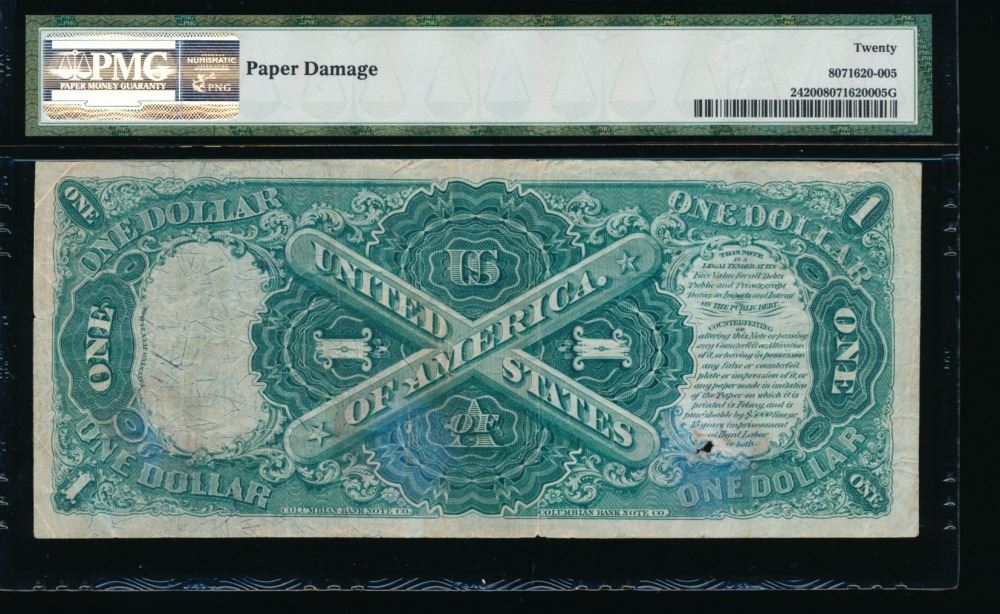 PMG
PAPER MONEY GUARANTY
NUMISMATIC
PNG
Paper Damage
Twenty
8071620-005
242008071620005G
ONE
ONE DOLLAR
ONE DOLLAR
1
UNITED
STATES
OF AMERICA.
US
OF
A
1
1
ONE
ONE
THIS NOTE
IS A
LEGAL TENDER AT ITS
Face Value for all Debts
Public and Private, except
Duties on Imports and Interest
ON THE PUBLIC DEBT.
COUNTERFEITING
or
altering this Note or passing
any Counterfeit or Alteration
of it, or having in possession
any false or counterfeit
plate or impression of it, or
any paper made in imitation
of the Paper on which it is
printed is Felony, and is
punishable by $5000 fine, or
15 years imprisonment
at Hard Labor
or both.
ONE DOLLAR
ONE DOLLAR
1
ONE
COLUMBIAN BANK NOTE CO.
COLUMBIAN BANK NOTE CO.